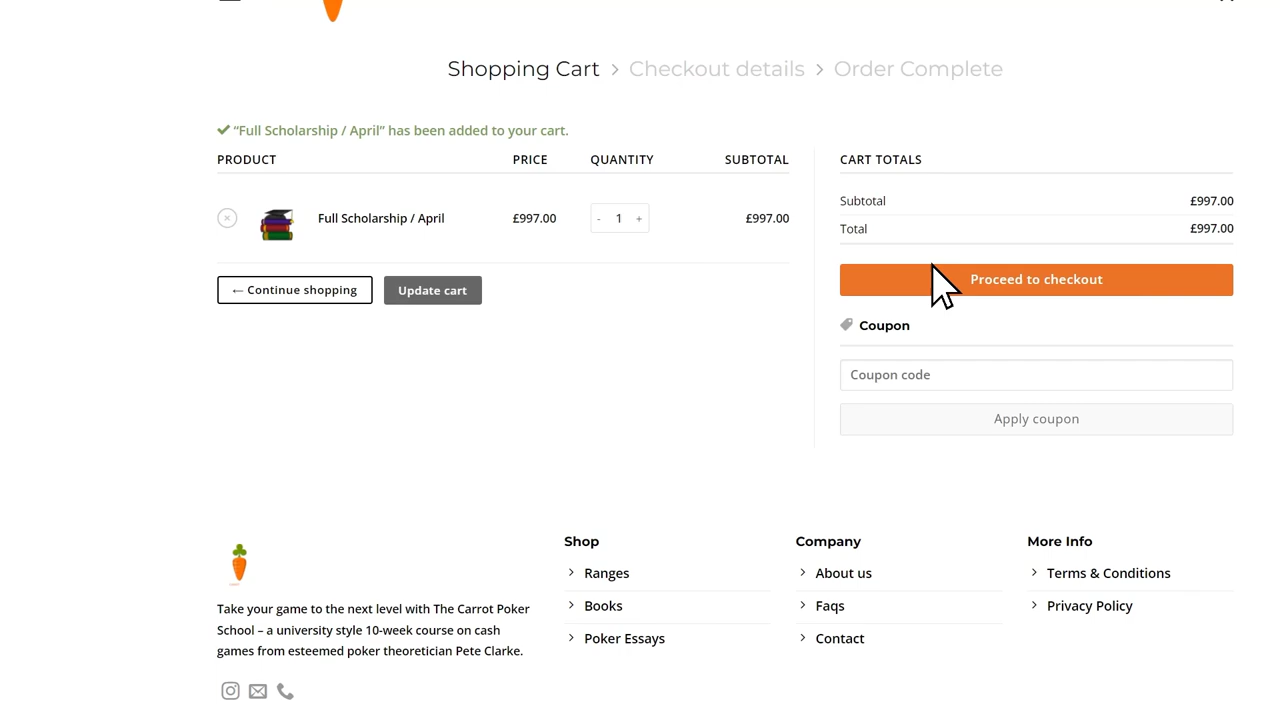 Shopping Cart > Checkout details > Order Complete
“Full Scholarship / April” has been added to your cart.
PRODUCT PRICE QUANTITY SUBTOTAL
Full Scholarship / April £997.00 - 1 + £997.00
← Continue shopping Update cart
CART TOTALS
Subtotal £997.00
Total £997.00
Proceed to checkout
Coupon
Coupon code
Apply coupon
Take your game to the next level with The Carrot Poker
School – a university style 10-week course on cash
games from esteemed poker theoretician Pete Clarke.
Shop
Ranges
Books
Poker Essays
Company
About us
Faqs
Contact
More Info
Terms & Conditions
Privacy Policy